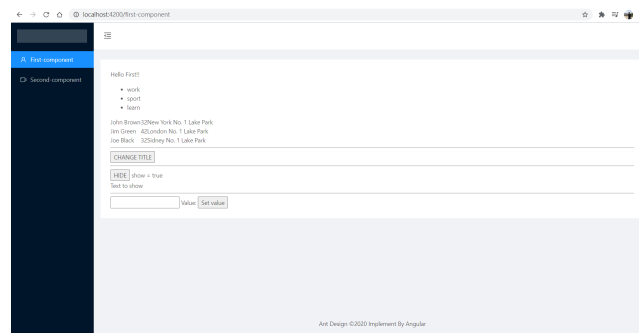 localhost:4200/first-component
First-component
Second-component
Hello First!!
work
sport
learn
John Brown32New York No. 1 Lake Park
Jim Green 42London No. 1 Lake Park
Joe Black 32Sidney No. 1 Lake Park
CHANGE TITLE
HIDE show = true
Text to show
Value: Set value
Ant Design ©2020 Implement By Angular